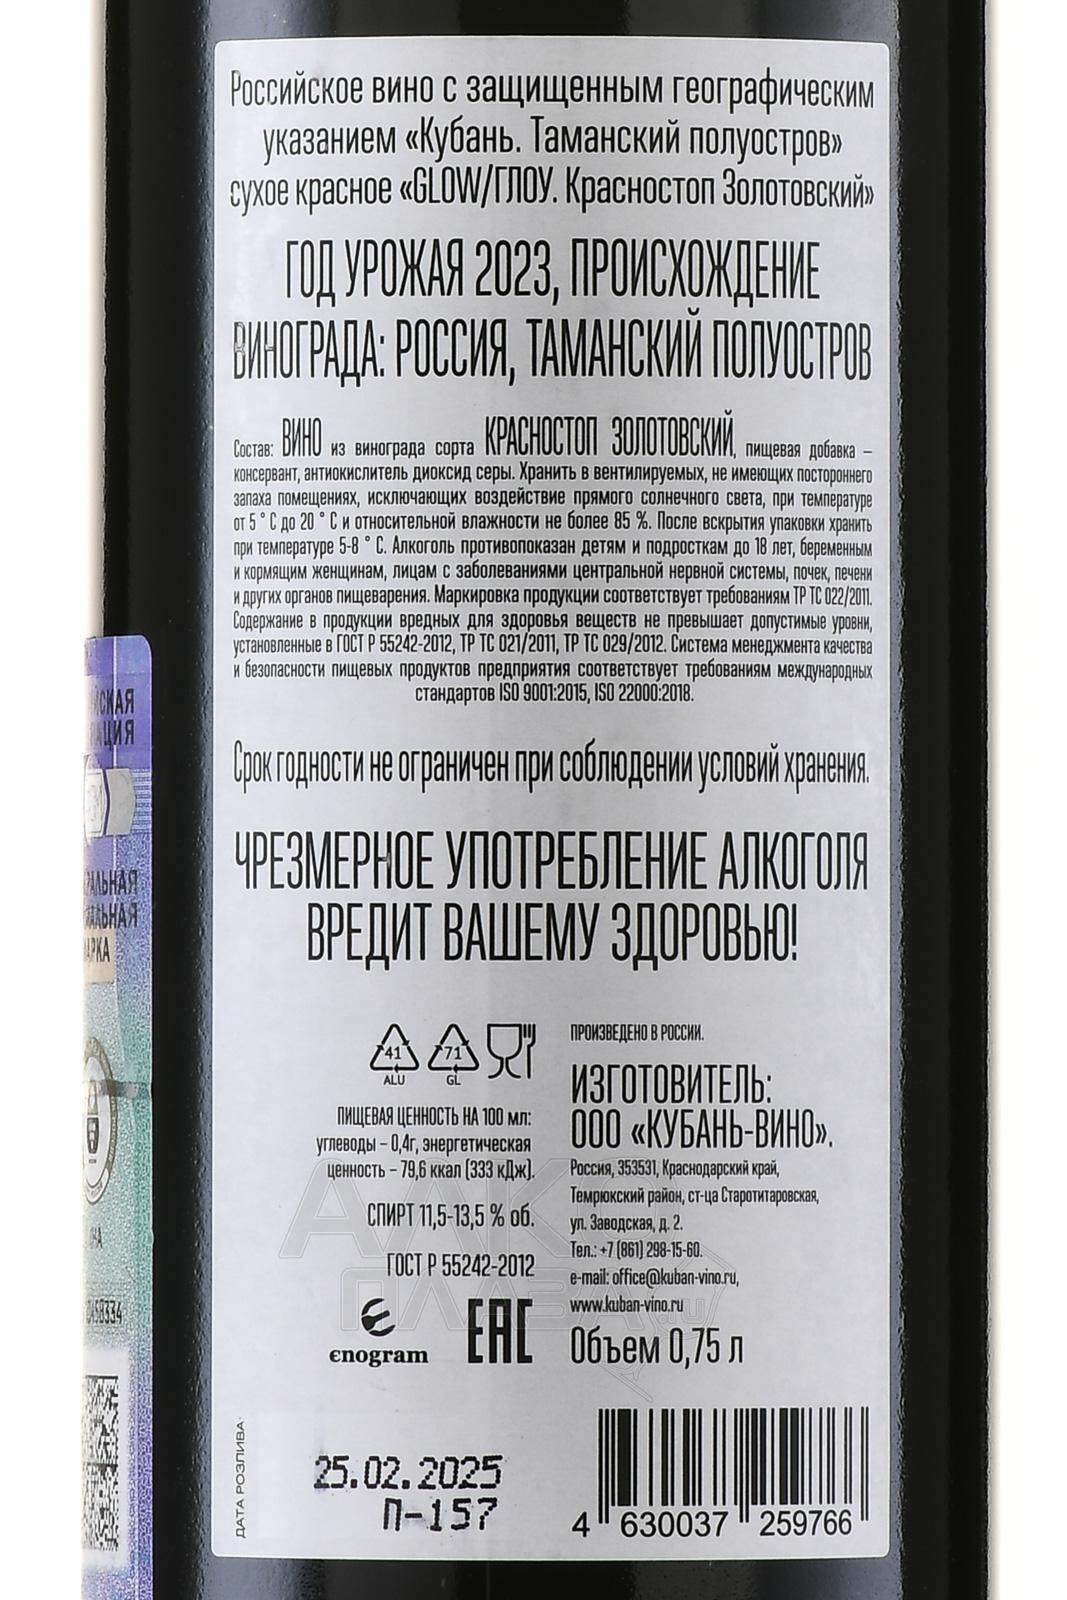 Российское вино с защищенным географическим
указанием «Кубань. Таманский полуостров»
сухое красное «GLOW/ГЛОУ. Красностоп Золотовский»
ГОД УРОЖАЯ 2023, ПРОИСХОЖДЕНИЕ
ВИНОГРАДА: РОССИЯ, ТАМАНСКИЙ ПОЛУОСТРОВ
Состав: ВИНО из винограда сорта КРАСНОСТОП ЗОЛОТОВСКИЙ, пищевая добавка –
консервант, антиокислитель диоксид серы. Хранить в вентилируемых, не имеющих постороннего
запаха помещениях, исключающих воздействие прямого солнечного света, при температуре
от 5 ° С до 20 ° С и относительной влажности не более 85 %. После вскрытия упаковки хранить
при температуре 5-8 ° С. Алкоголь противопоказан детям и подросткам до 18 лет, беременным
и кормящим женщинам, лицам с заболеваниями центральной нервной системы, почек, печени
и других органов пищеварения. Маркировка продукции соответствует требованиям ТР ТС 022/2011.
Содержание в продукции вредных для здоровья веществ не превышает допустимые уровни,
установленные в ГОСТ Р 55242-2012, ТР ТС 021/2011, ТР ТС 029/2012. Система менеджмента качества
и безопасности пищевых продуктов предприятия соответствует требованиям международных
стандартов ISO 9001:2015, ISO 22000:2018.
Срок годности не ограничен при соблюдении условий хранения.
ЧРЕЗМЕРНОЕ УПОТРЕБЛЕНИЕ АЛКОГОЛЯ
ВРЕДИТ ВАШЕМУ ЗДОРОВЬЮ!
41
ALU
71
GL
ПИЩЕВАЯ ЦЕННОСТЬ НА 100 МЛ:
углеводы – 0,4г, энергетическая
ценность – 79,6 ккал (333 кДж).
СПИРТ 11,5-13,5 % об.
ГОСТ Р 55242-2012
enogram
EAC
ПРОИЗВЕДЕНО В РОССИИ.
ИЗГОТОВИТЕЛЬ:
ООО «КУБАНЬ-ВИНО».
Россия, 353531, Краснодарский край,
Темрюкский район, ст-ца Старотитаровская,
ул. Заводская, д. 2.
Тел.: +7 (861) 298-15-60.
e-mail: office@kuban-vino.ru,
www.kuban-vino.ru
Объем 0,75 л
ДАТА РОЗЛИВА:
25.02.2025
П-157
4 630037 259766
АЛКО
ПЛАЗА.RU